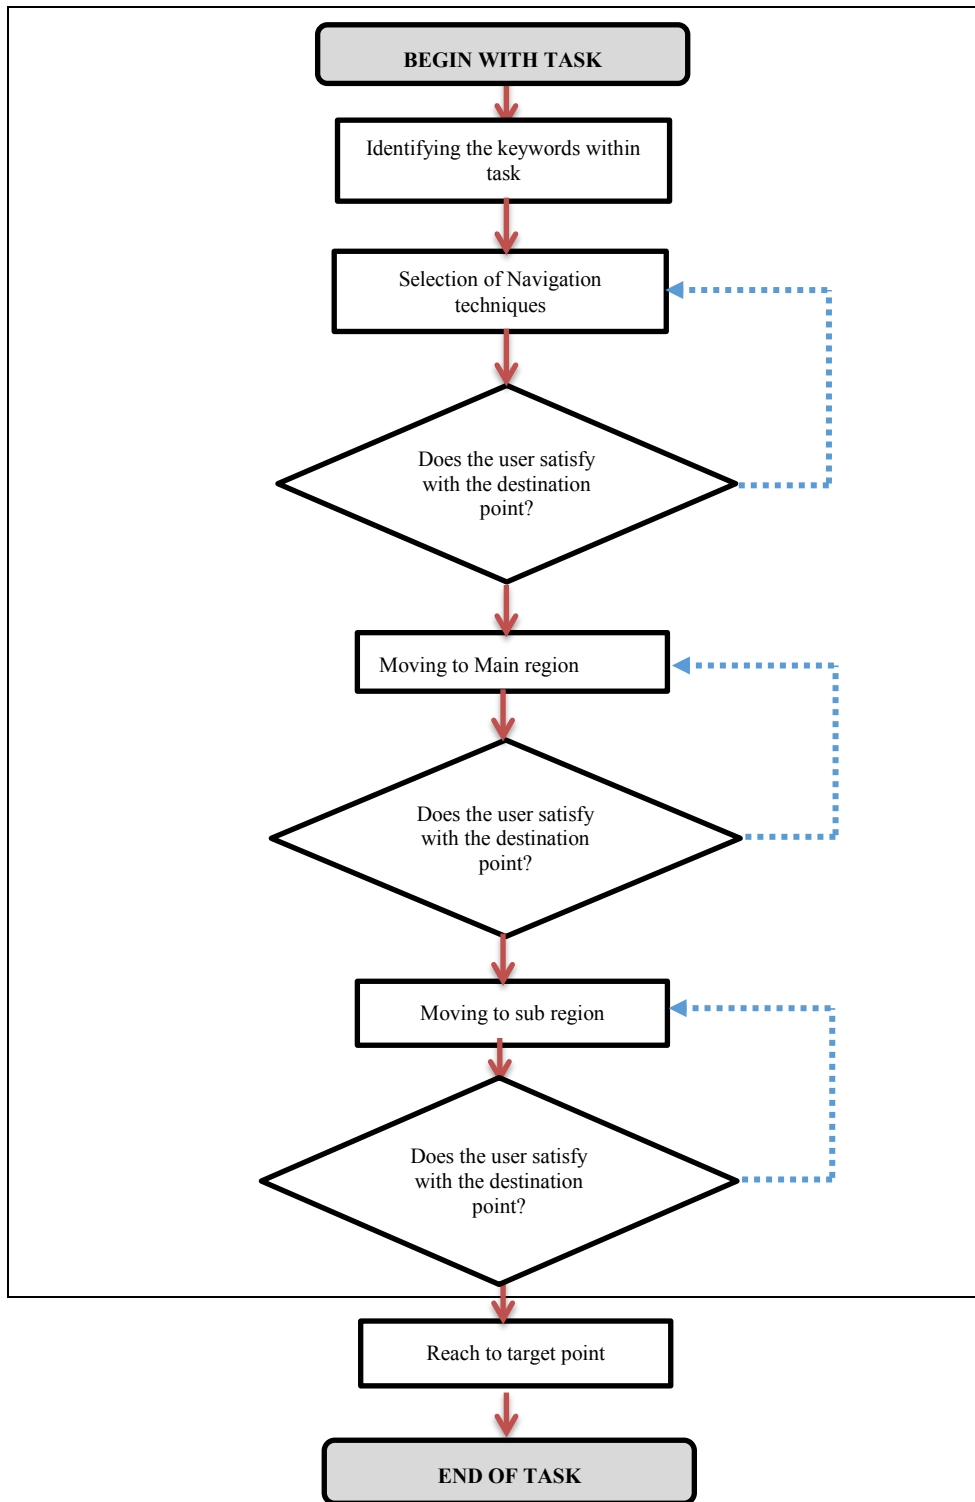 BEGIN WITH TASK
Identifying the keywords within
task
Selection of Navigation
techniques
Does the user satisfy
with the destination
point?
Moving to Main region
Does the user satisfy
with the destination
point?
Moving to sub region
Does the user satisfy
with the destination
point?
Reach to target point
END OF TASK